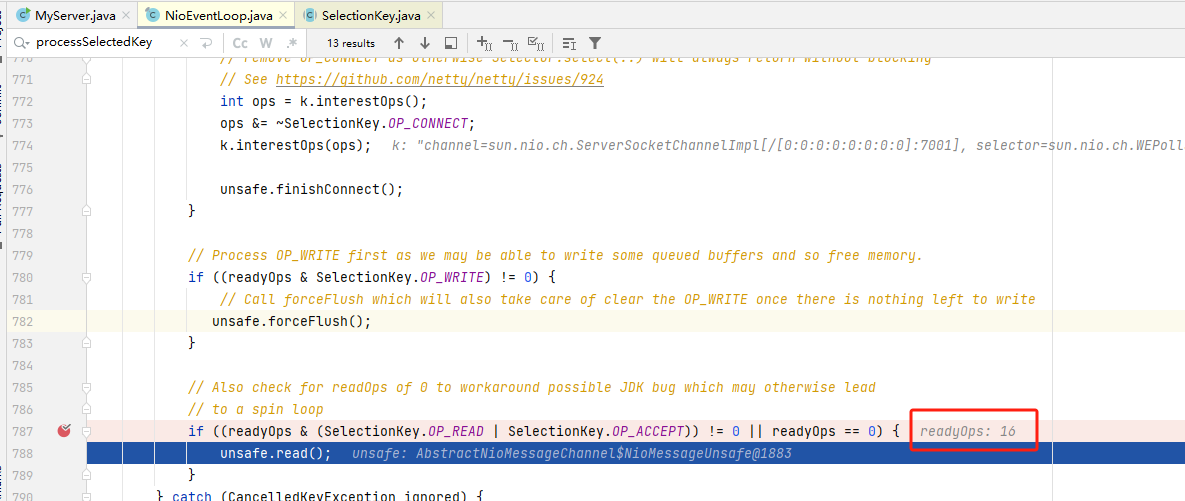 MyServer.java × NioEventLoop.java × SelectionKey.java ×
processSelectedKey × Cc W .* 13 results
770 // remove OP_CONNECT as otherwise Selector.select(..) will always return without blocking
771 // See https://github.com/netty/netty/issues/924
772 int ops = k.interestOps();
773 ops &= ~SelectionKey.OP_CONNECT;
774 k.interestOps(ops); k: "channel=sun.nio.ch.ServerSocketChannelImpl[/[0:0:0:0:0:0:0:0]:7001], selector=sun.nio.ch.WEPoll
775
776 unsafe.finishConnect();
777 }
778
779 // Process OP_WRITE first as we may be able to write some queued buffers and so free memory.
780 if ((readyOps & SelectionKey.OP_WRITE) != 0) {
781 // Call forceFlush which will also take care of clear the OP_WRITE once there is nothing left to write
782 unsafe.forceFlush();
783 }
784
785 // Also check for readOps of 0 to workaround possible JDK bug which may otherwise lead
786 // to a spin loop
787 if ((readyOps & (SelectionKey.OP_READ | SelectionKey.OP_ACCEPT)) != 0 || readyOps == 0) { readyOps: 16
788 unsafe.read(); unsafe: AbstractNioMessageChannel$NioMessageUnsafe@1883
789 }
790 } catch (CancelledKeyException ignored) {